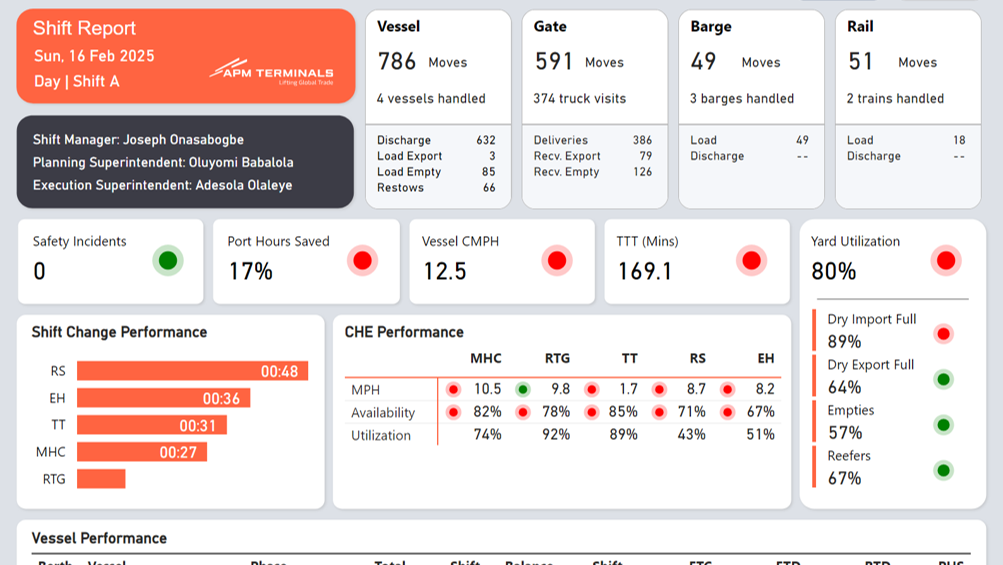 Shift Report
Sun, 16 Feb 2025
Day | Shift A
APM TERMINALS
Lifting Global Trade
Shift Manager: Joseph Onasabogbe
Planning Superintendent: Oluyomi Babalola
Execution Superintendent: Adesola Olaleye
Vessel
786 Moves
4 vessels handled
Discharge 632
Load Export 3
Load Empty 85
Restows 66
Gate
591 Moves
374 truck visits
Deliveries 386
Recv. Export 79
Recv. Empty 126
Barge
49 Moves
3 barges handled
Load 49
Discharge --
Rail
51 Moves
2 trains handled
Load 18
Discharge --
Safety Incidents
0
Port Hours Saved
17%
Vessel CMPH
12.5
TTT (Mins)
169.1
Yard Utilization
80%
Dry Import Full
89%
Dry Export Full
64%
Empties
57%
Reefers
67%
Shift Change Performance
RS 00:48
EH 00:36
TT 00:31
MHC 00:27
RTG
CHE Performance
MHC RTG TT RS EH
MPH 10.5 9.8 1.7 8.7 8.2
Availability 82% 78% 85% 71% 67%
Utilization 74% 92% 89% 43% 51%
Vessel Performance
Berth Vessel Phase Total Shift Balance Shift